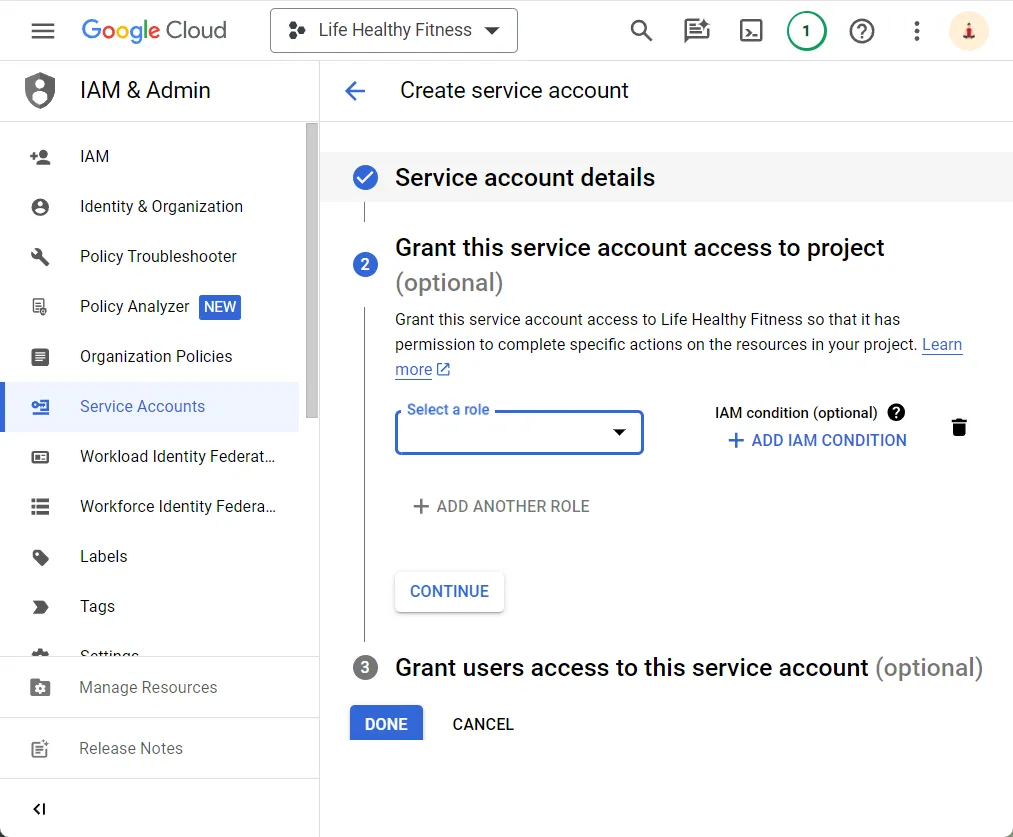 Google Cloud
Life Healthy Fitness
1
IAM & Admin
IAM
Identity & Organization
Policy Troubleshooter
Policy Analyzer NEW
Organization Policies
Service Accounts
Workload Identity Federat...
Workforce Identity Federa...
Labels
Tags
Settings
Manage Resources
Release Notes
Create service account
Service account details
2
Grant this service account access to project
(optional)
Grant this service account access to Life Healthy Fitness so that it has
permission to complete specific actions on the resources in your project. Learn
more
Select a role
IAM condition (optional)
ADD IAM CONDITION
ADD ANOTHER ROLE
CONTINUE
3
Grant users access to this service account (optional)
DONE
CANCEL